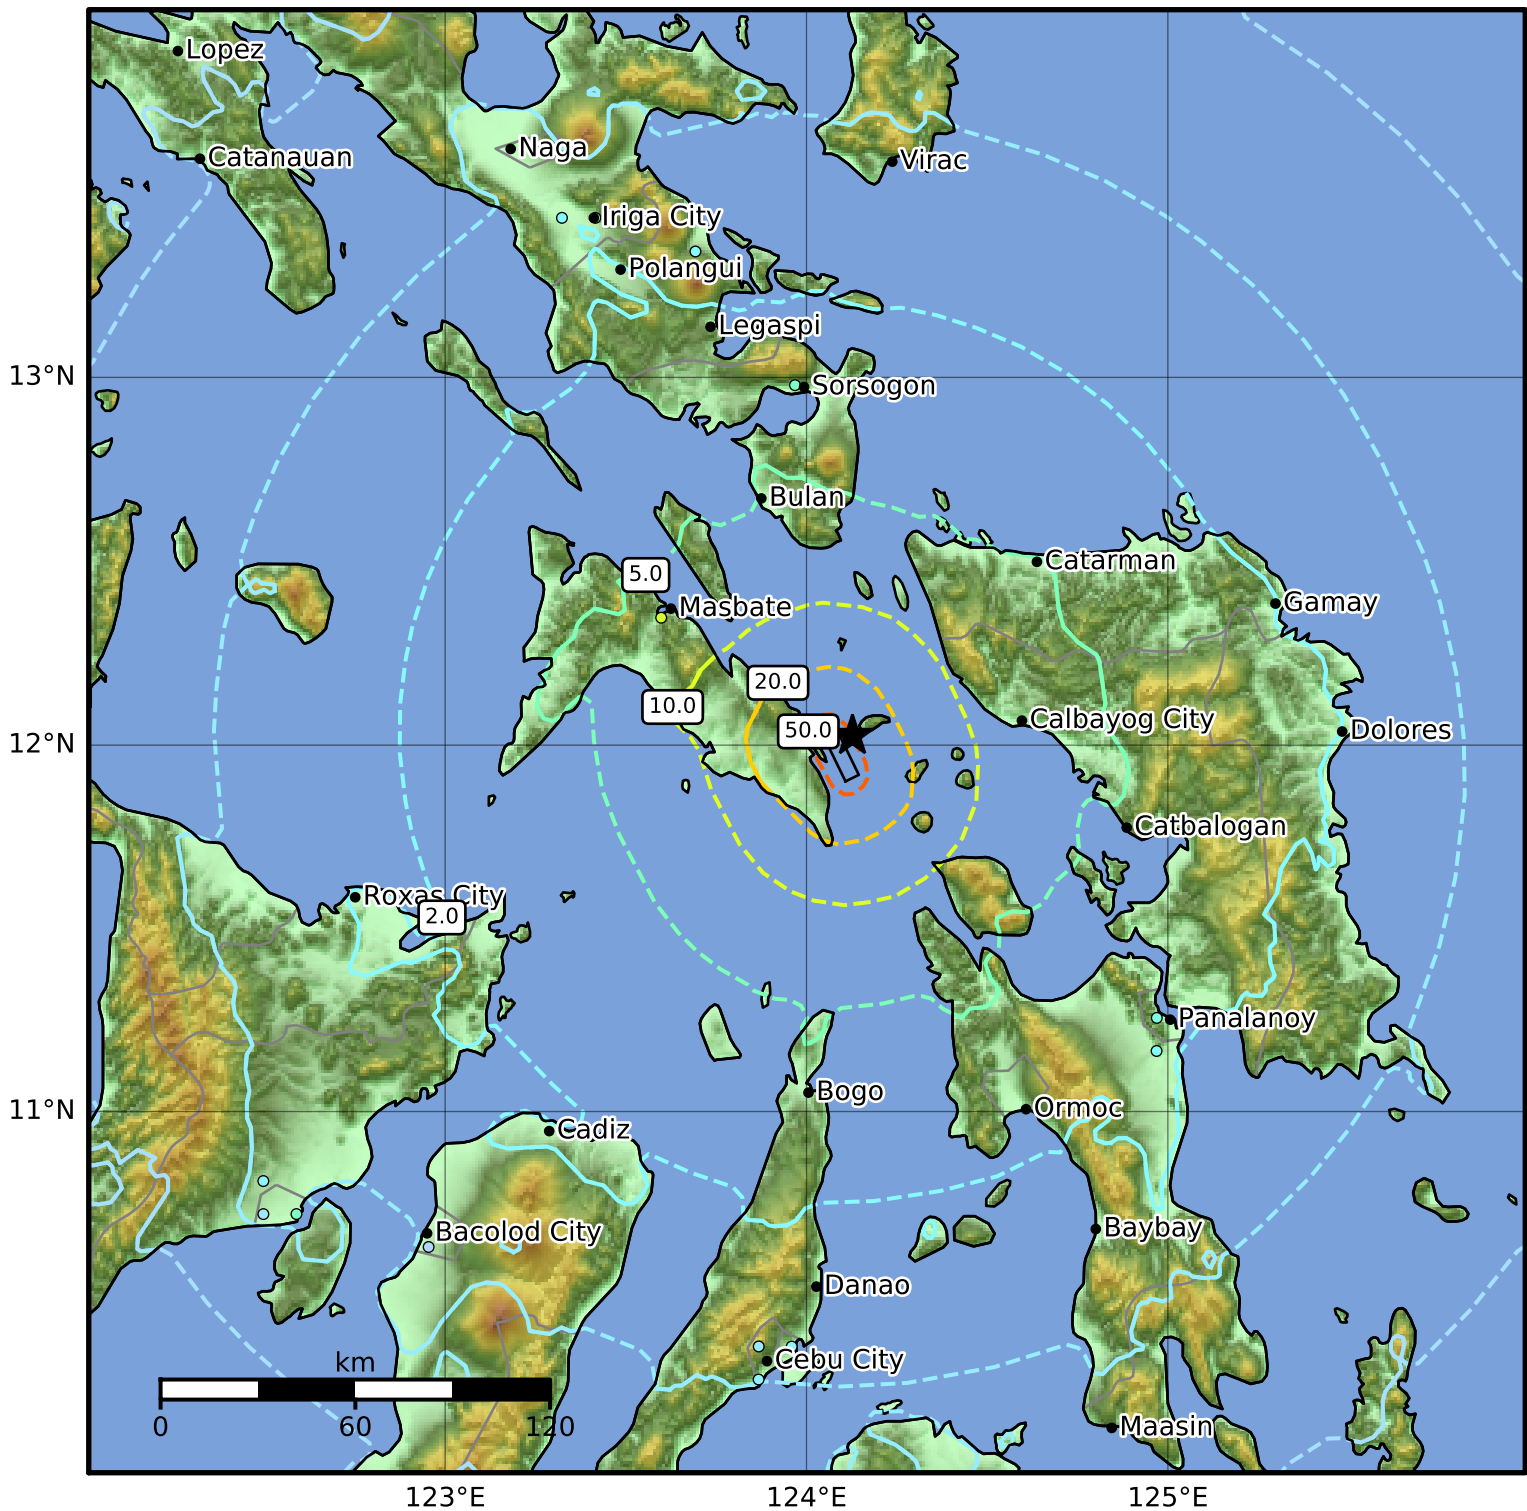 Lopez
Naga
Catanauan
Virac
Iriga City
Polangui
Legaspi
13°N
Sorsogon
Bulan
Catarman
5.0
Masbate
Gamay
20.0
10.0
Calbayog City
50.0
Dolores
12°N
Catbalogan
Roxas City
2.0
Panalanoy
Bogo
11°N
Ormoc
Cadiz
Baybay
Bacolod City
Danao
km
Cebu City
0 60 120
Maasin
123°E 124°E 125°E